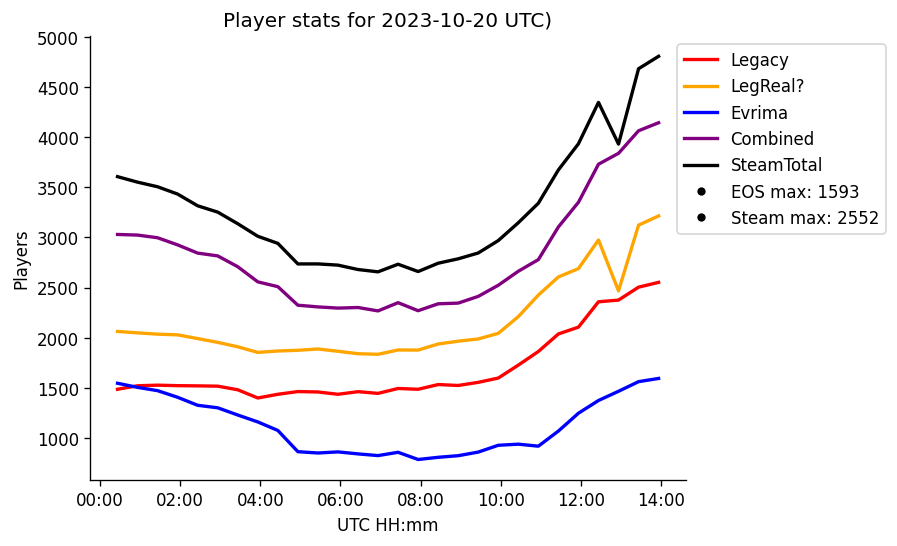 Player stats for 2023-10-20 UTC)
5000
4500
4000
3500
3000
2500
2000
1500
1000
Players
00:00 02:00 04:00 06:00 08:00 10:00 12:00 14:00
UTC HH:mm
Legacy
LegReal?
Evrima
Combined
SteamTotal
EOS max: 1593
Steam max: 2552